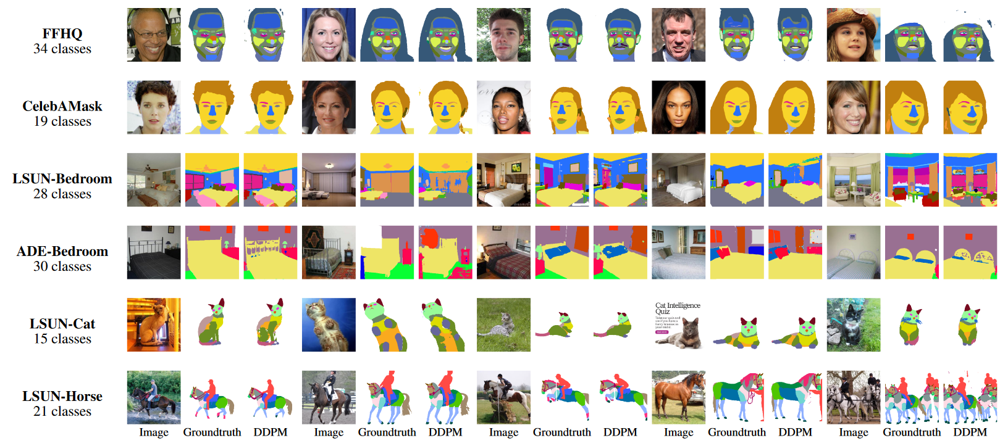 FFHQ
34 classes
CelebAMask
19 classes
LSUN-Bedroom
28 classes
ADE-Bedroom
30 classes
LSUN-Cat
15 classes
Cat Intelligence
Quiz
LSUN-Horse
21 classes
Image Groundtruth DDPM Image Groundtruth DDPM Image Groundtruth DDPM Image Groundtruth DDPM Image Groundtruth DDPM